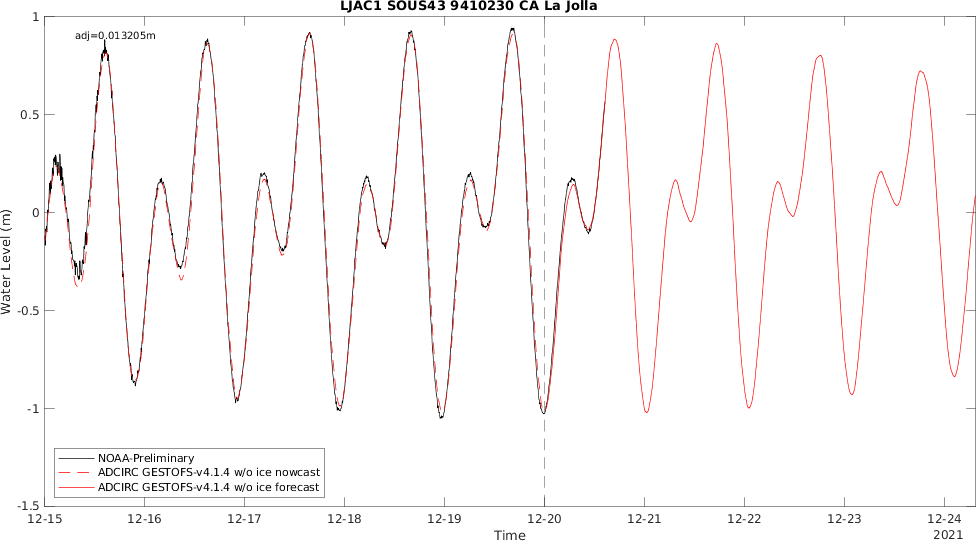 LJAC1 SOUS43 9410230 CA La Jolla
adj=0.013205m
1
0.5
0
-0.5
-1
-1.5
Water Level (m)
NOAA-Preliminary
ADCIRC GESTOFS-v4.1.4 w/o ice nowcast
ADCIRC GESTOFS-v4.1.4 w/o ice forecast
12-15 12-16 12-17 12-18 12-19 12-20 12-21 12-22 12-23 12-24
Time
2021